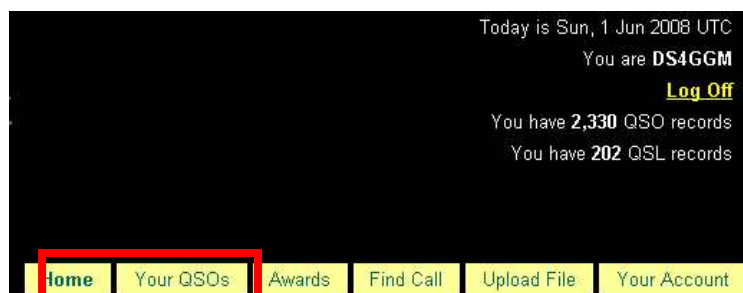 Today is Sun, 1 Jun 2008 UTC
You are DS4GGM
Log Off
You have 2,330 QSO records
You have 202 QSL records
Home Your QSOs Awards Find Call Upload File Your Account